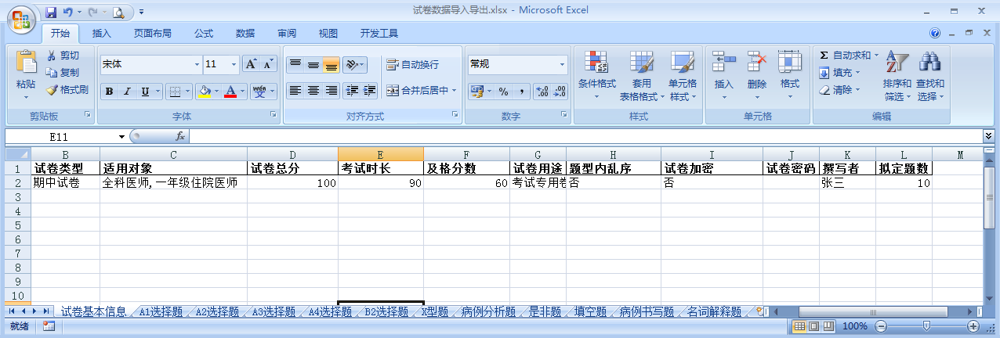 试卷数据导入导出.xlsx - Microsoft Excel
开始 插入 页面布局 公式 数据 审阅 视图 开发工具
粘贴 剪切 复制 格式刷 剪贴板
宋体 11 A A B I U A wén 文 字体
自动换行 合并后居中 对齐方式
常规 % , .0 .00 .00 .0 数字
条件格式 套用 表格格式 单元格 样式 样式
插入 删除 格式 单元格
Σ 自动求和 填充 清除 排序和 筛选 查找和 选择 编辑
E11 fx
B C D E F G H I J K L M
1 试卷类型 适用对象 试卷总分 考试时长 及格分数 试卷用途 题型内乱序 试卷加密 试卷密码 撰写者 拟定题数
2 期中试卷 全科医师,一年级住院医师 100 90 60 考试专用卷 否 否 张三 10
3
4
5
6
7
8
9
10
试卷基本信息 A1选择题 A2选择题 A3选择题 A4选择题 B2选择题 X型题 病例分析题 是非题 填空题 病例书写题 名词解释题
就绪 100%